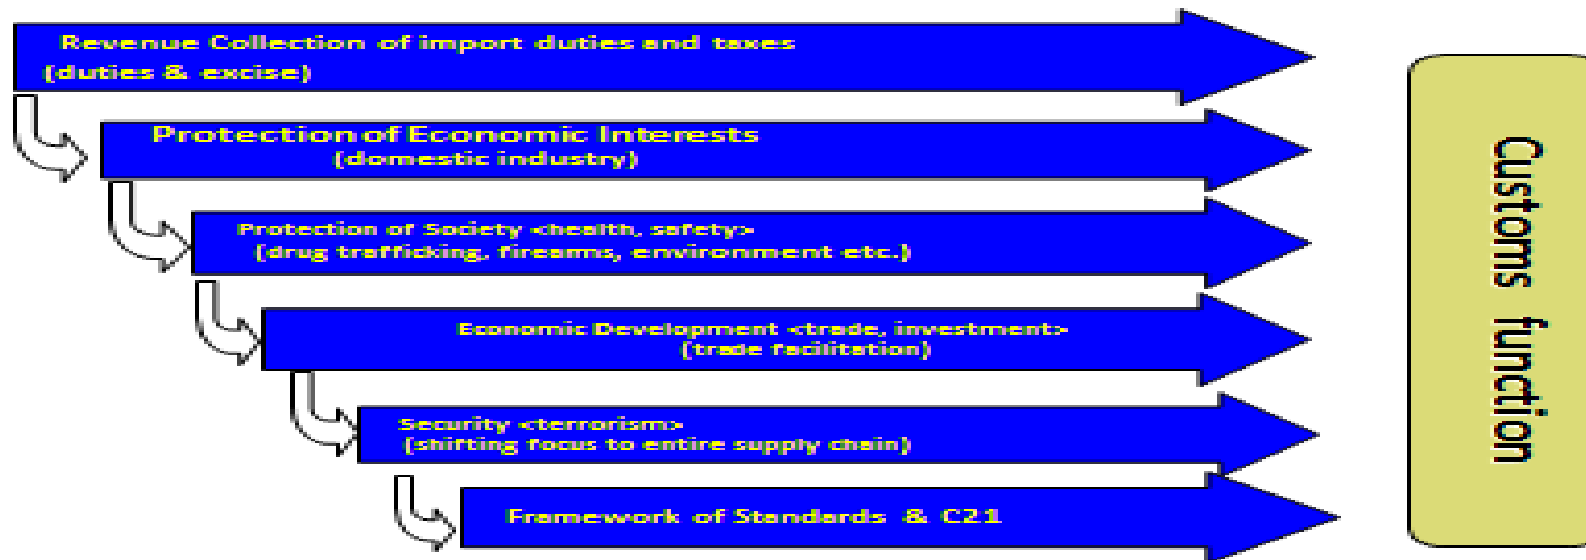 Revenue Collection of import duties and taxes
(duties & excise)
Protection of Economic Interests
(domestic industry)
Protection of Society <health, safety>
(drug trafficking, firearms, environment etc.)
Economic Development <trade, investment>
(trade facilitation)
Security <terrorism>
(shifting focus to entire supply chain)
Framework of Standards & C21
Customs function